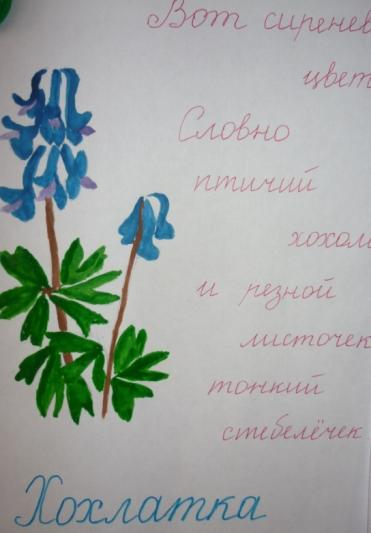 Вот сиренев
цвет
Словно
птичий
хохол
и резной
листочек
тонкий
стебелёчек
Хохлатка